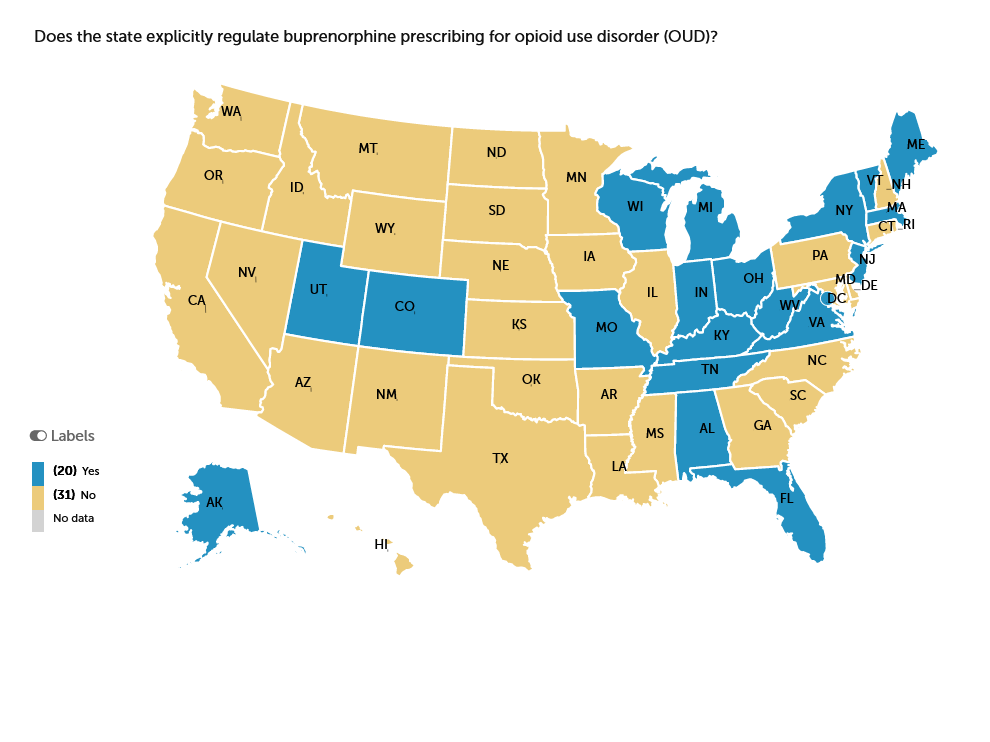 Does the state explicitly regulate buprenorphine prescribing for opioid use disorder (OUD)?
WA
ME
MT
ND
OR
MN
VT
NH
ID
SD
WI
MI
NY
MA
WY
CT
RI
IA
PA
NJ
NE
NV
OH
MD
DE
UT
IL
IN
DC
CA
CO
WV
VA
KS
MO
KY
NC
TN
AZ
OK
NM
AR
SC
GA
AL
MS
Labels
TX
LA
(20) Yes
(31) No
AK
FL
No data
HI